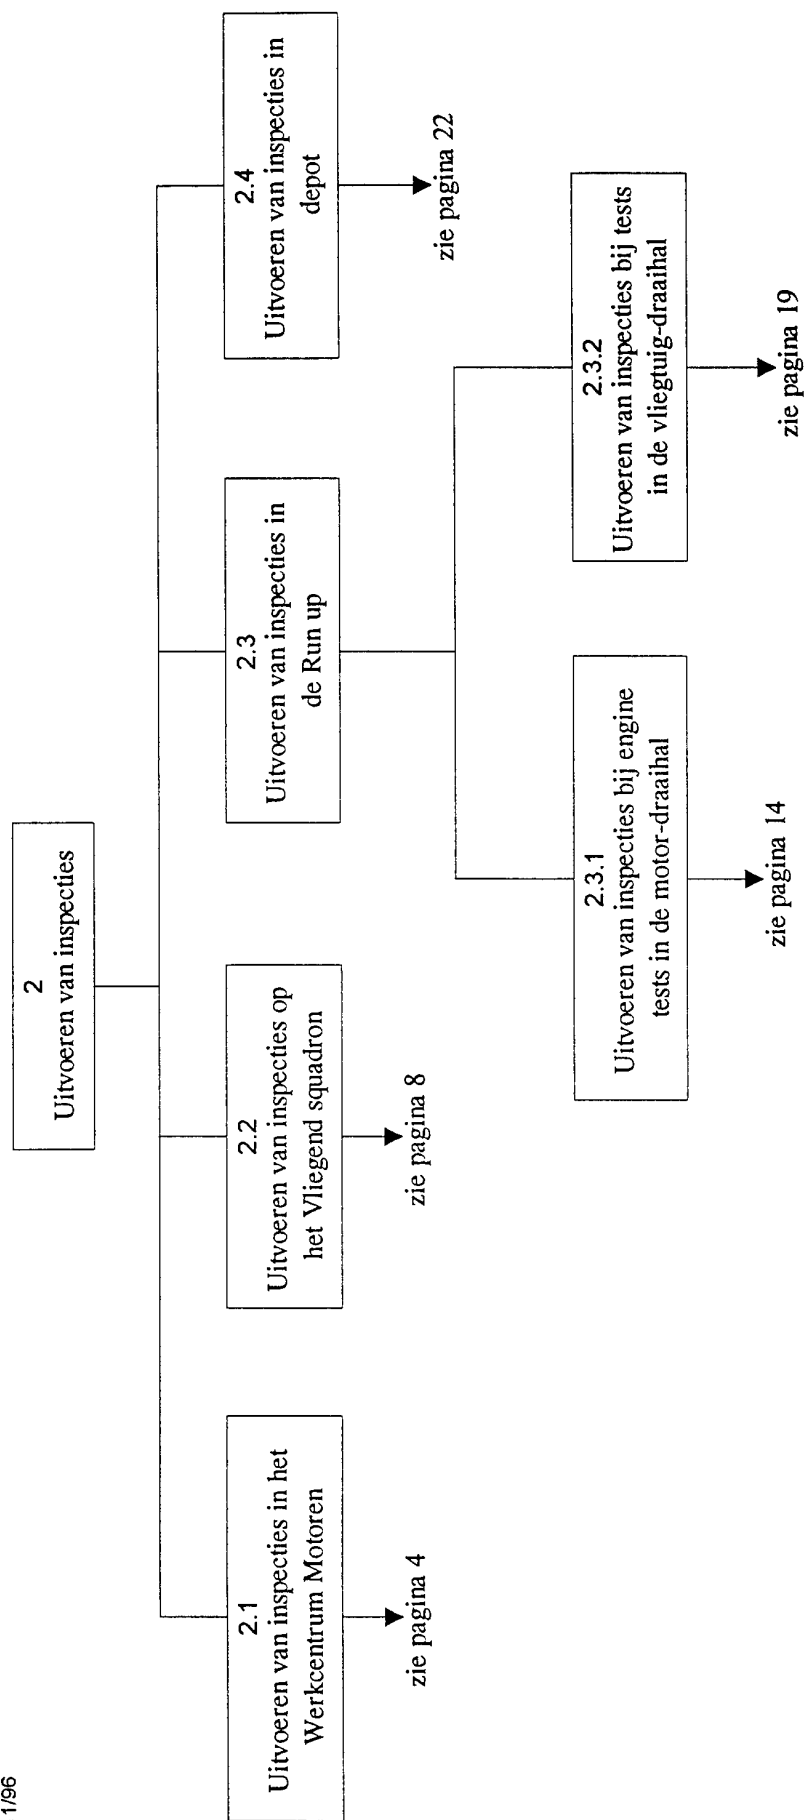 1/96
2
Uitvoeren van inspecties
2.1
Uitvoeren van inspecties in het
Werkcentrum Motoren
zie pagina 4
2.2
Uitvoeren van inspecties op
het Vliegend squadron
zie pagina 8
2.3
Uitvoeren van inspecties in
de Run up
2.4
Uitvoeren van inspecties in
depot
zie pagina 22
2.3.1
Uitvoeren van inspecties bij engine
tests in de motor-draaihal
zie pagina 14
2.3.2
Uitvoeren van inspecties bij tests
in de vliegtuig-draaihal
zie pagina 19